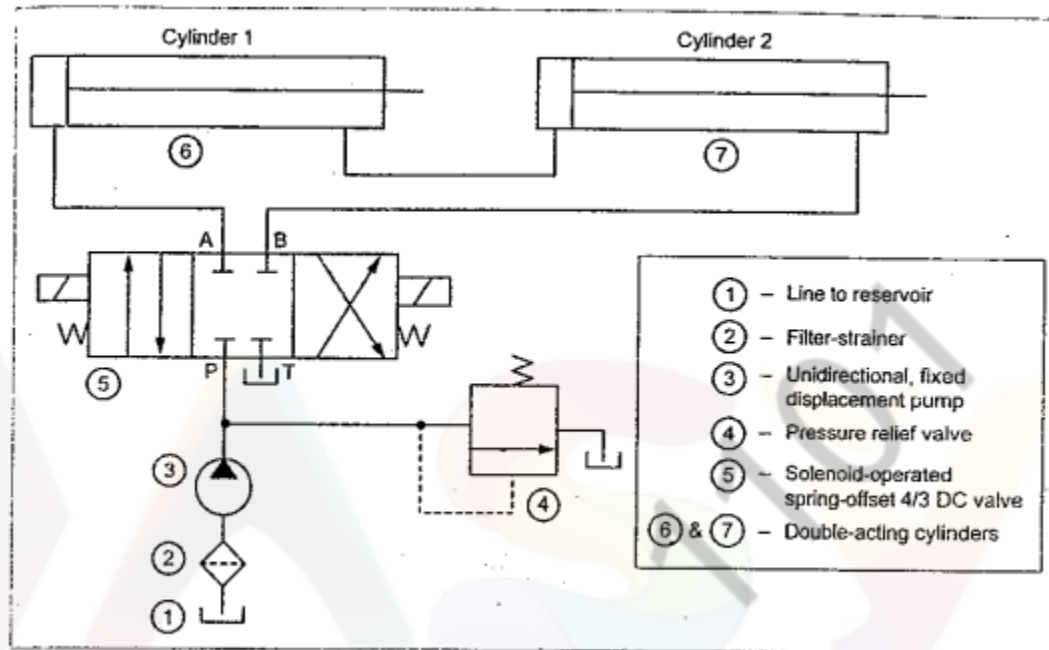 Cylinder 1
Cylinder 2
6
7
A B
5
P T
3
4
2
1
1 – Line to reservoir
2 – Filter-strainer
3 – Unidirectional, fixed
displacement pump
4 – Pressure relief valve
5 – Solenoid-operated
spring-offset 4/3 DC valve
6 & 7 – Double-acting cylinders
1101